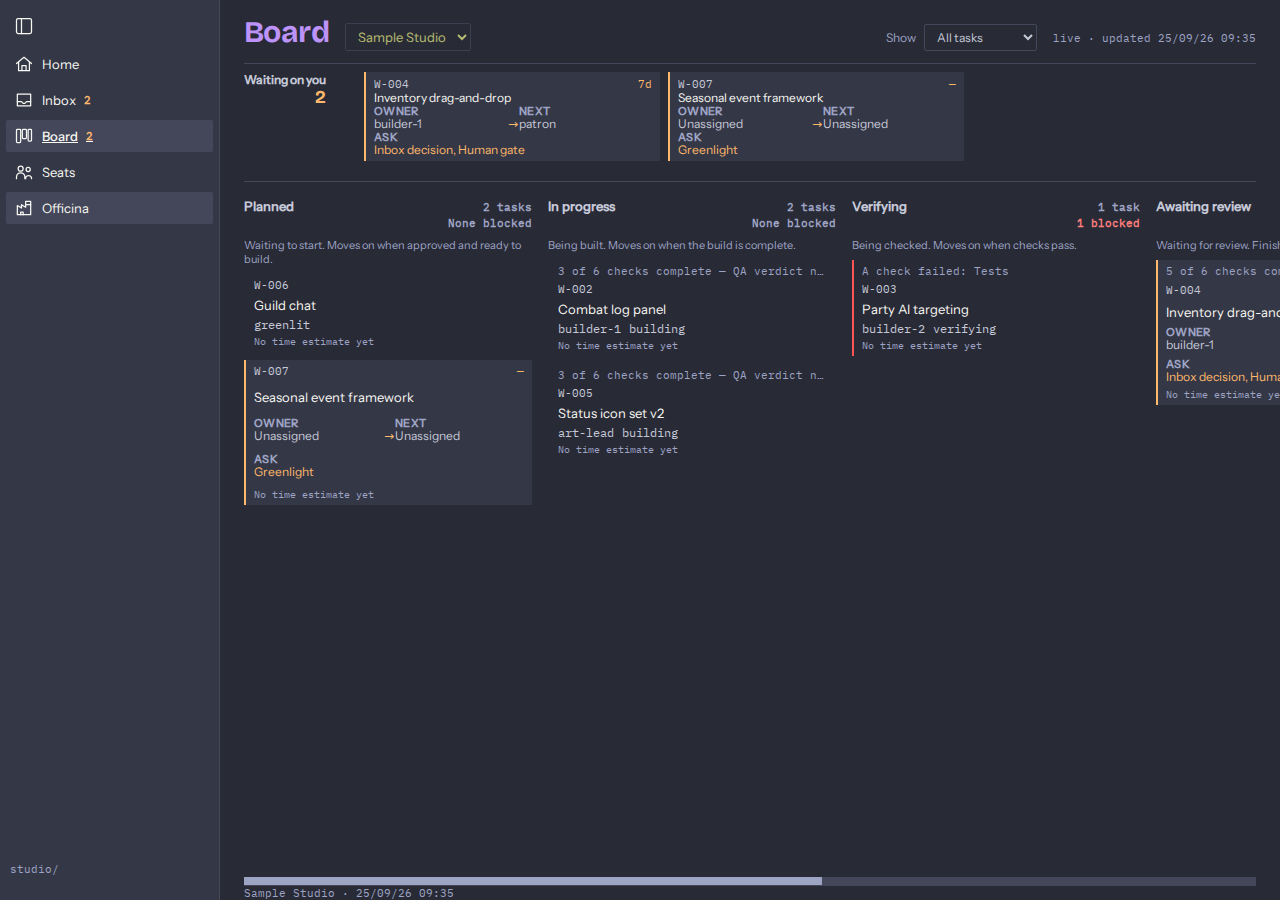 Home
Inbox 2
Board 2
Seats
Officina
studio/
Board
Sample Studio
Show
All tasks
live · updated 25/09/26 09:35
Waiting on you
2
W-004 7d
Inventory drag-and-drop
OWNER NEXT
builder-1 →patron
ASK
Inbox decision, Human gate
W-007 —
Seasonal event framework
OWNER NEXT
Unassigned →Unassigned
ASK
Greenlight
Planned 2 tasks
None blocked
Waiting to start. Moves on when approved and ready to
build.
W-006
Guild chat
greenlit
No time estimate yet
W-007 —
Seasonal event framework
OWNER NEXT
Unassigned →Unassigned
ASK
Greenlight
No time estimate yet
In progress 2 tasks
None blocked
Being built. Moves on when the build is complete.
3 of 6 checks complete — QA verdict n…
W-002
Combat log panel
builder-1 building
No time estimate yet
3 of 6 checks complete — QA verdict n…
W-005
Status icon set v2
art-lead building
No time estimate yet
Verifying 1 task
1 blocked
Being checked. Moves on when checks pass.
A check failed: Tests
W-003
Party AI targeting
builder-2 verifying
No time estimate yet
Awaiting review
Waiting for review. Finish
5 of 6 checks co
W-004
Inventory drag-and
OWNER
builder-1
ASK
Inbox decision, Huma
No time estimate ye
Sample Studio · 25/09/26 09:35